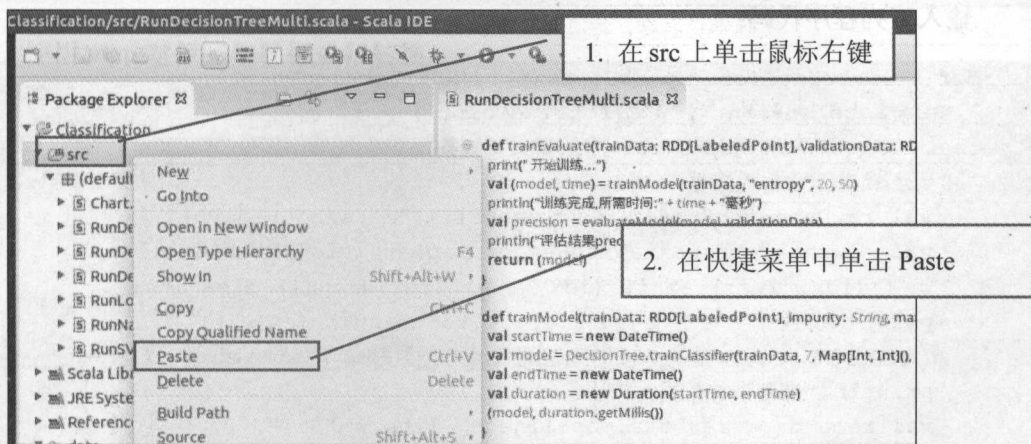 Classification/src/RunDecisionTreeMulti.scala - Scala IDE
1. 在 src 上单击鼠标右键
Package Explorer
RunDecisionTreeMulti.scala
Classification
src
(default
Chart.
RunDe
RunDe
RunDe
RunLo
RunNa
RunSV
Scala Libr
JRE Syste
Referenc
New
Go Into
Open in New Window
Open Type Hierarchy F4
Show In Shift+Alt+W
Copy Ctrl+C
Copy Qualified Name
Paste Ctrl+V
Delete Delete
Build Path
Source Shift+Alt+S
def trainEvaluate(trainData: RDD[LabeledPoint], validationData: RD
print(" 开始训练...")
val (model, time) = trainModel(trainData, "entropy", 20, 50)
println("训练完成,所需时间:" + time + "毫秒")
val precision = evaluateModel(model, validationData)
println("评估结果prec
return (model)
}
2. 在快捷菜单中单击 Paste
def trainModel(trainData: RDD[LabeledPoint], impurity: String, ma
val startTime = new DateTime()
val model = DecisionTree.trainClassifier(trainData, 7, Map[Int, Int](),
val endTime = new DateTime()
val duration = new Duration(startTime, endTime)
(model, duration.getMillis())
}